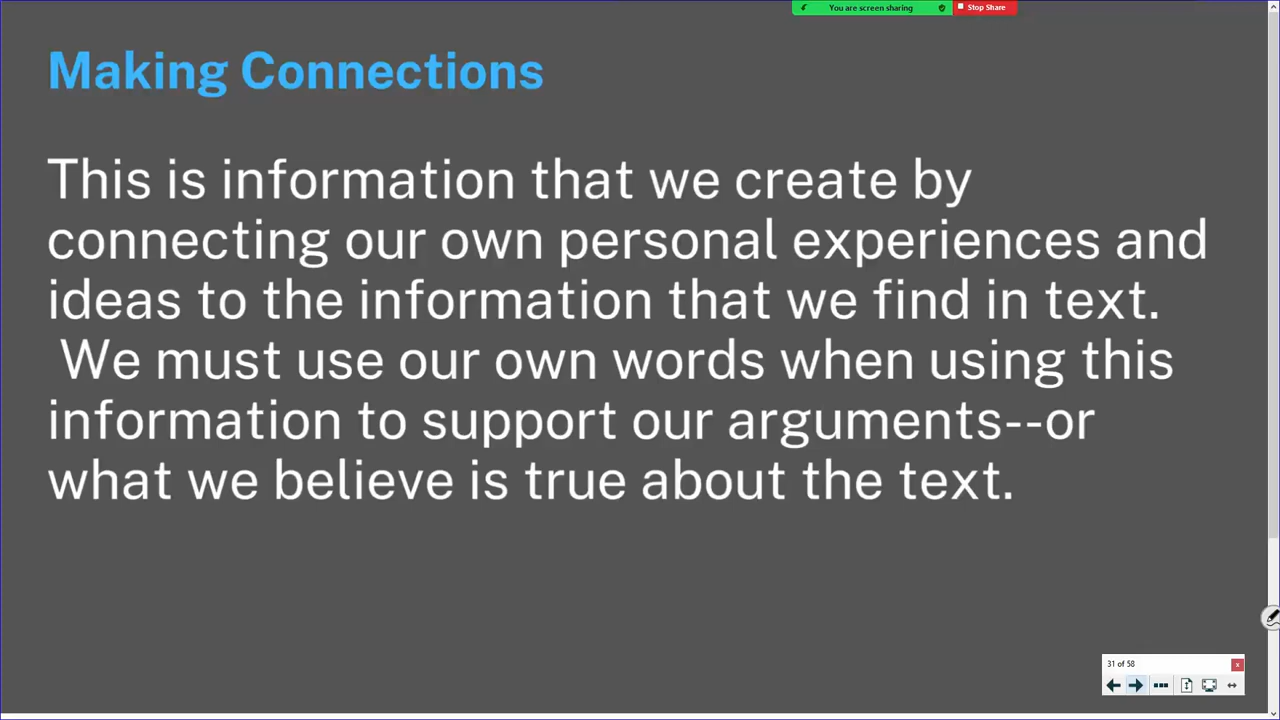 You are screen sharing
Stop Share
Making Connections
This is information that we create by
connecting our own personal experiences and
ideas to the information that we find in text.
We must use our own words when using this
information to support our arguments--or
what we believe is true about the text.
31 of 58